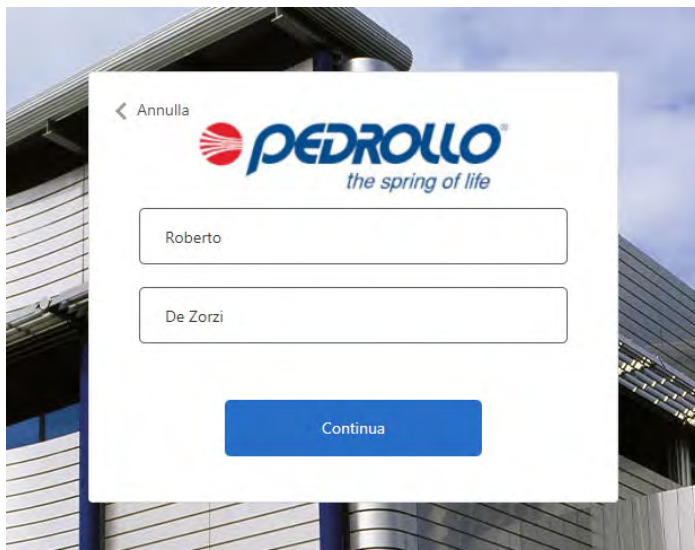 Annulla
PEDROLLO®
the spring of life
Roberto
De Zorzi
Continua